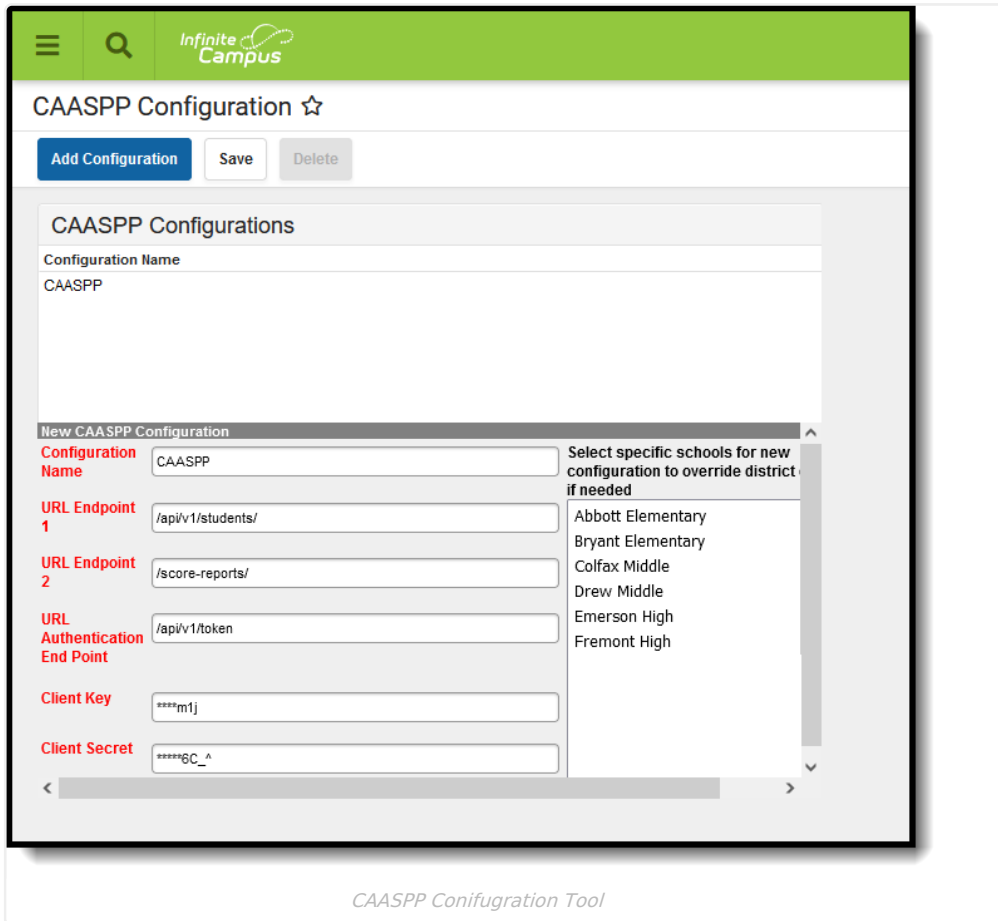 Infinite
Campus
CAASPP Configuration
Add Configuration
Save
Delete
CAASPP Configurations
Configuration Name
CAASPP
New CAASPP Configuration
Configuration
Name
CAASPP
URL Endpoint
1
/api/v1/students/
URL Endpoint
2
/score-reports/
URL
Authentication
End Point
/api/v1/token
Client Key
****m1j
Client Secret
*****6C_^
Select specific schools for new
configuration to override district
if needed
Abbott Elementary
Bryant Elementary
Colfax Middle
Drew Middle
Emerson High
Fremont High
CAASPP Conifugration Tool